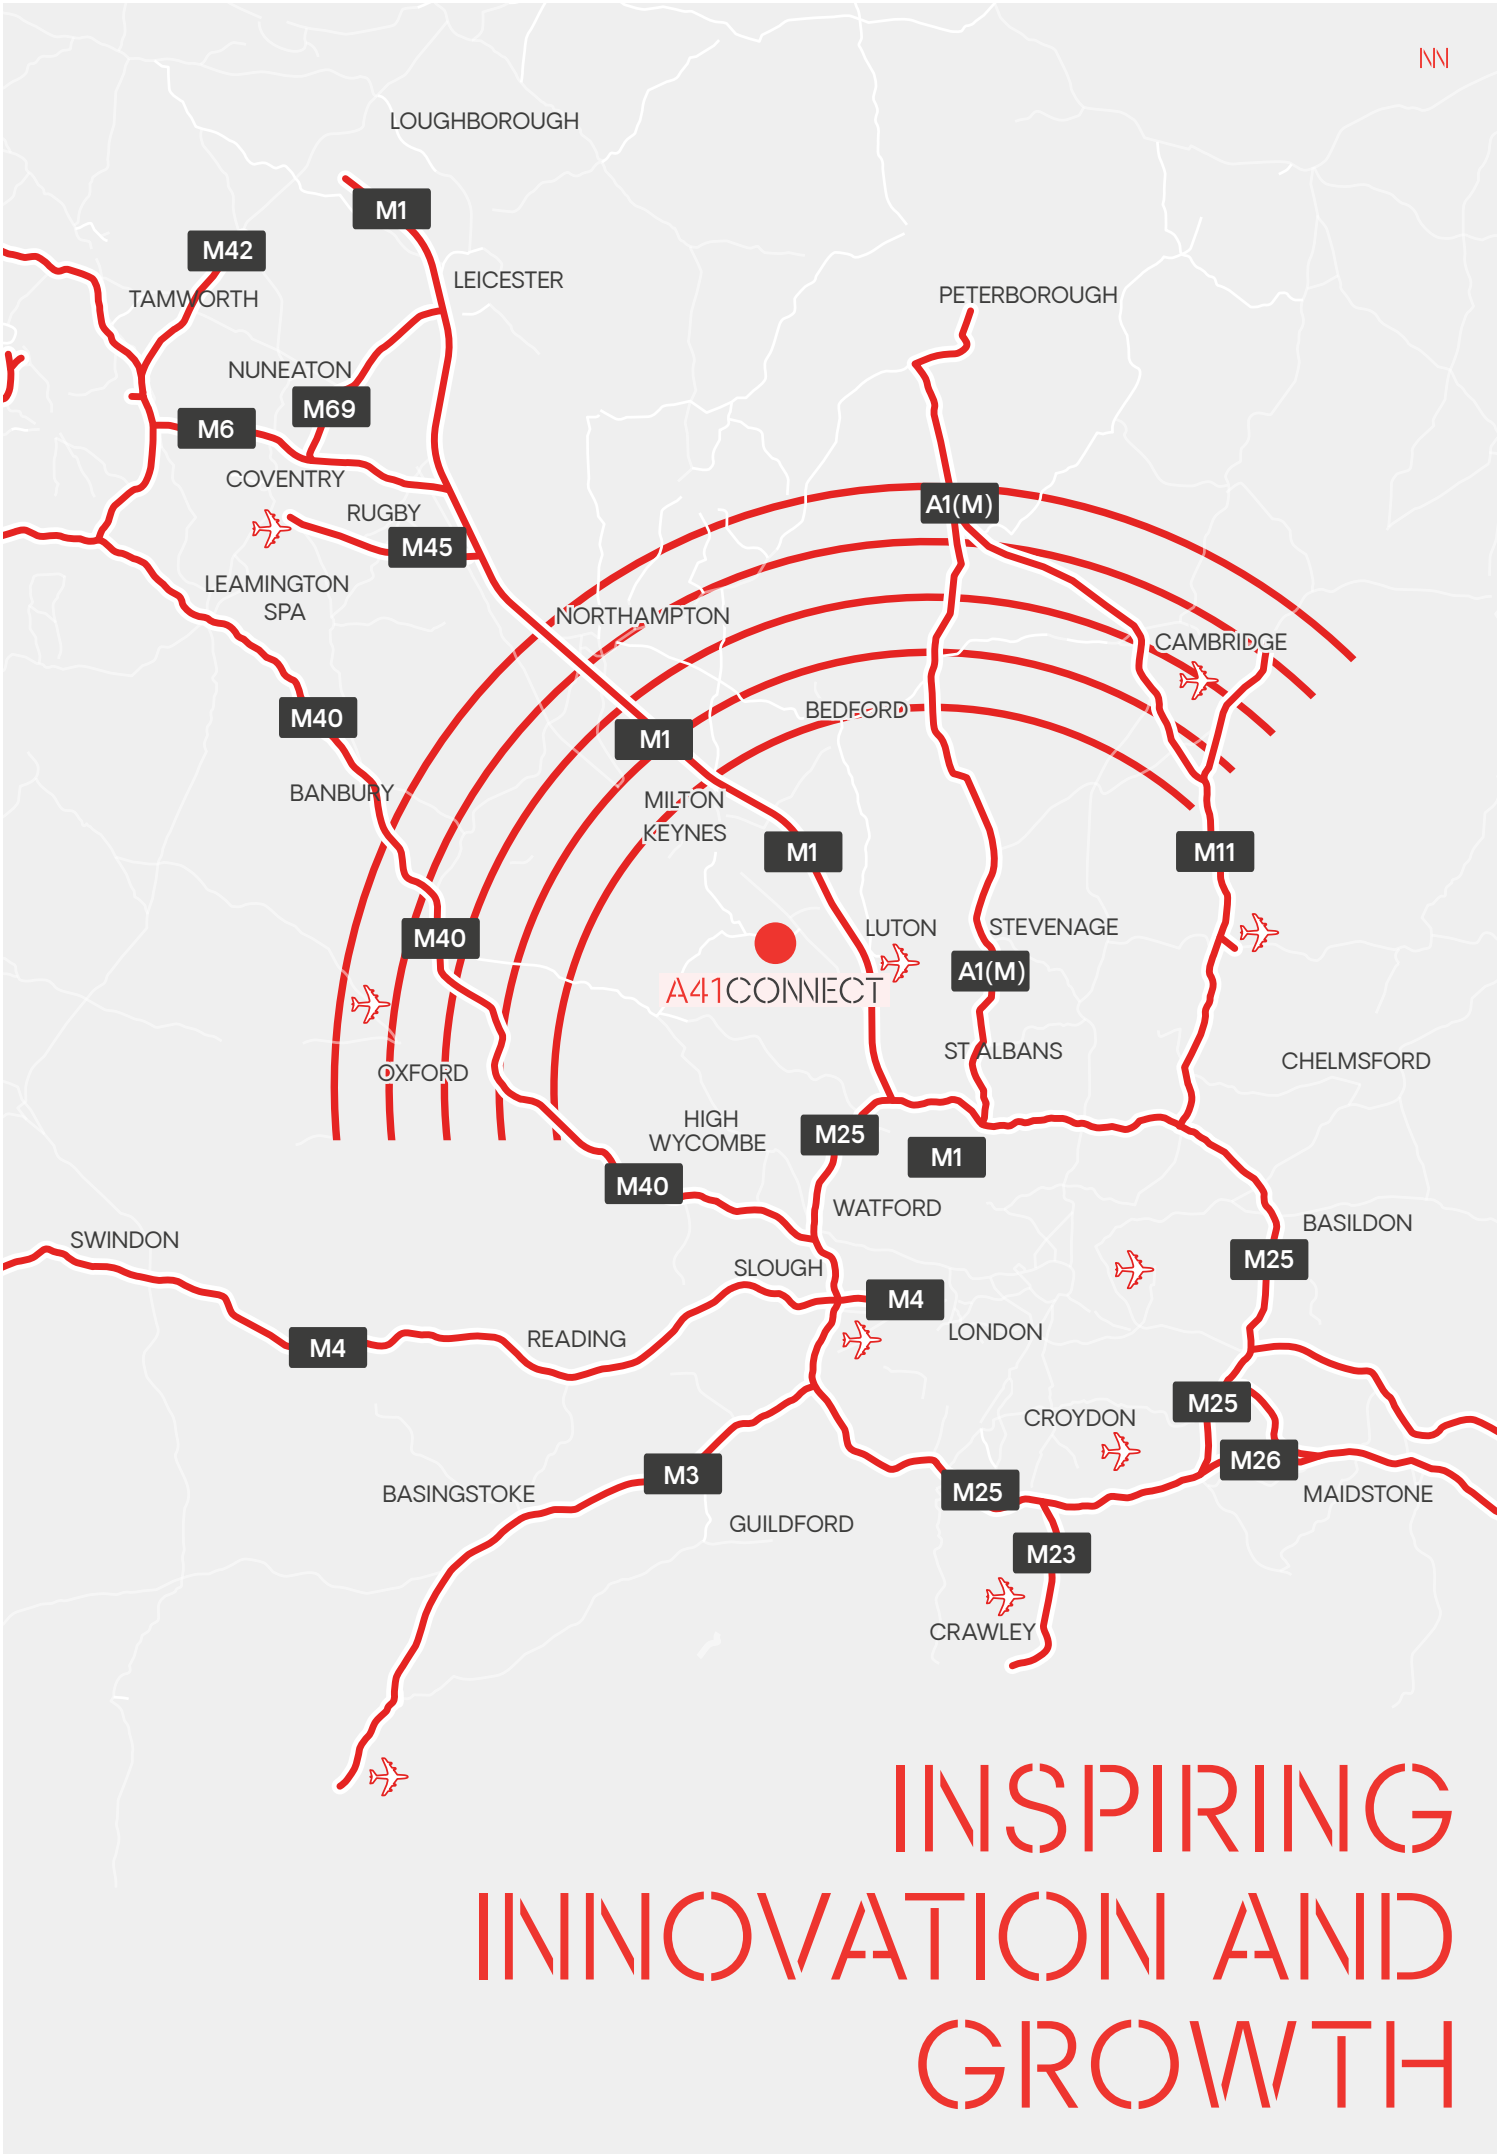 NN
LOUGHBOROUGH
M1
M42
LEICESTER
TAMWORTH
PETERBOROUGH
NUNEATON
M69
M6
COVENTRY
A1(M)
RUGBY
M45
LEAMINGTON
SPA
NORTHAMPTON
CAMBRIDGE
BEDFORD
M40
M1
BANBURY
MILTON
KEYNES
M1
M11
LUTON
STEVENAGE
M40
A1(M)
A41CONNECT
ST ALBANS
CHELMSFORD
OXFORD
HIGH
WYCOMBE
M25
M1
M40
WATFORD
BASILDON
SWINDON
M25
SLOUGH
M4
LONDON
READING
M4
M25
CROYDON
M26
M3
M25
BASINGSTOKE
MAIDSTONE
GUILDFORD
M23
CRAWLEY
INSPIRING
INNOVATION AND
GROWTH